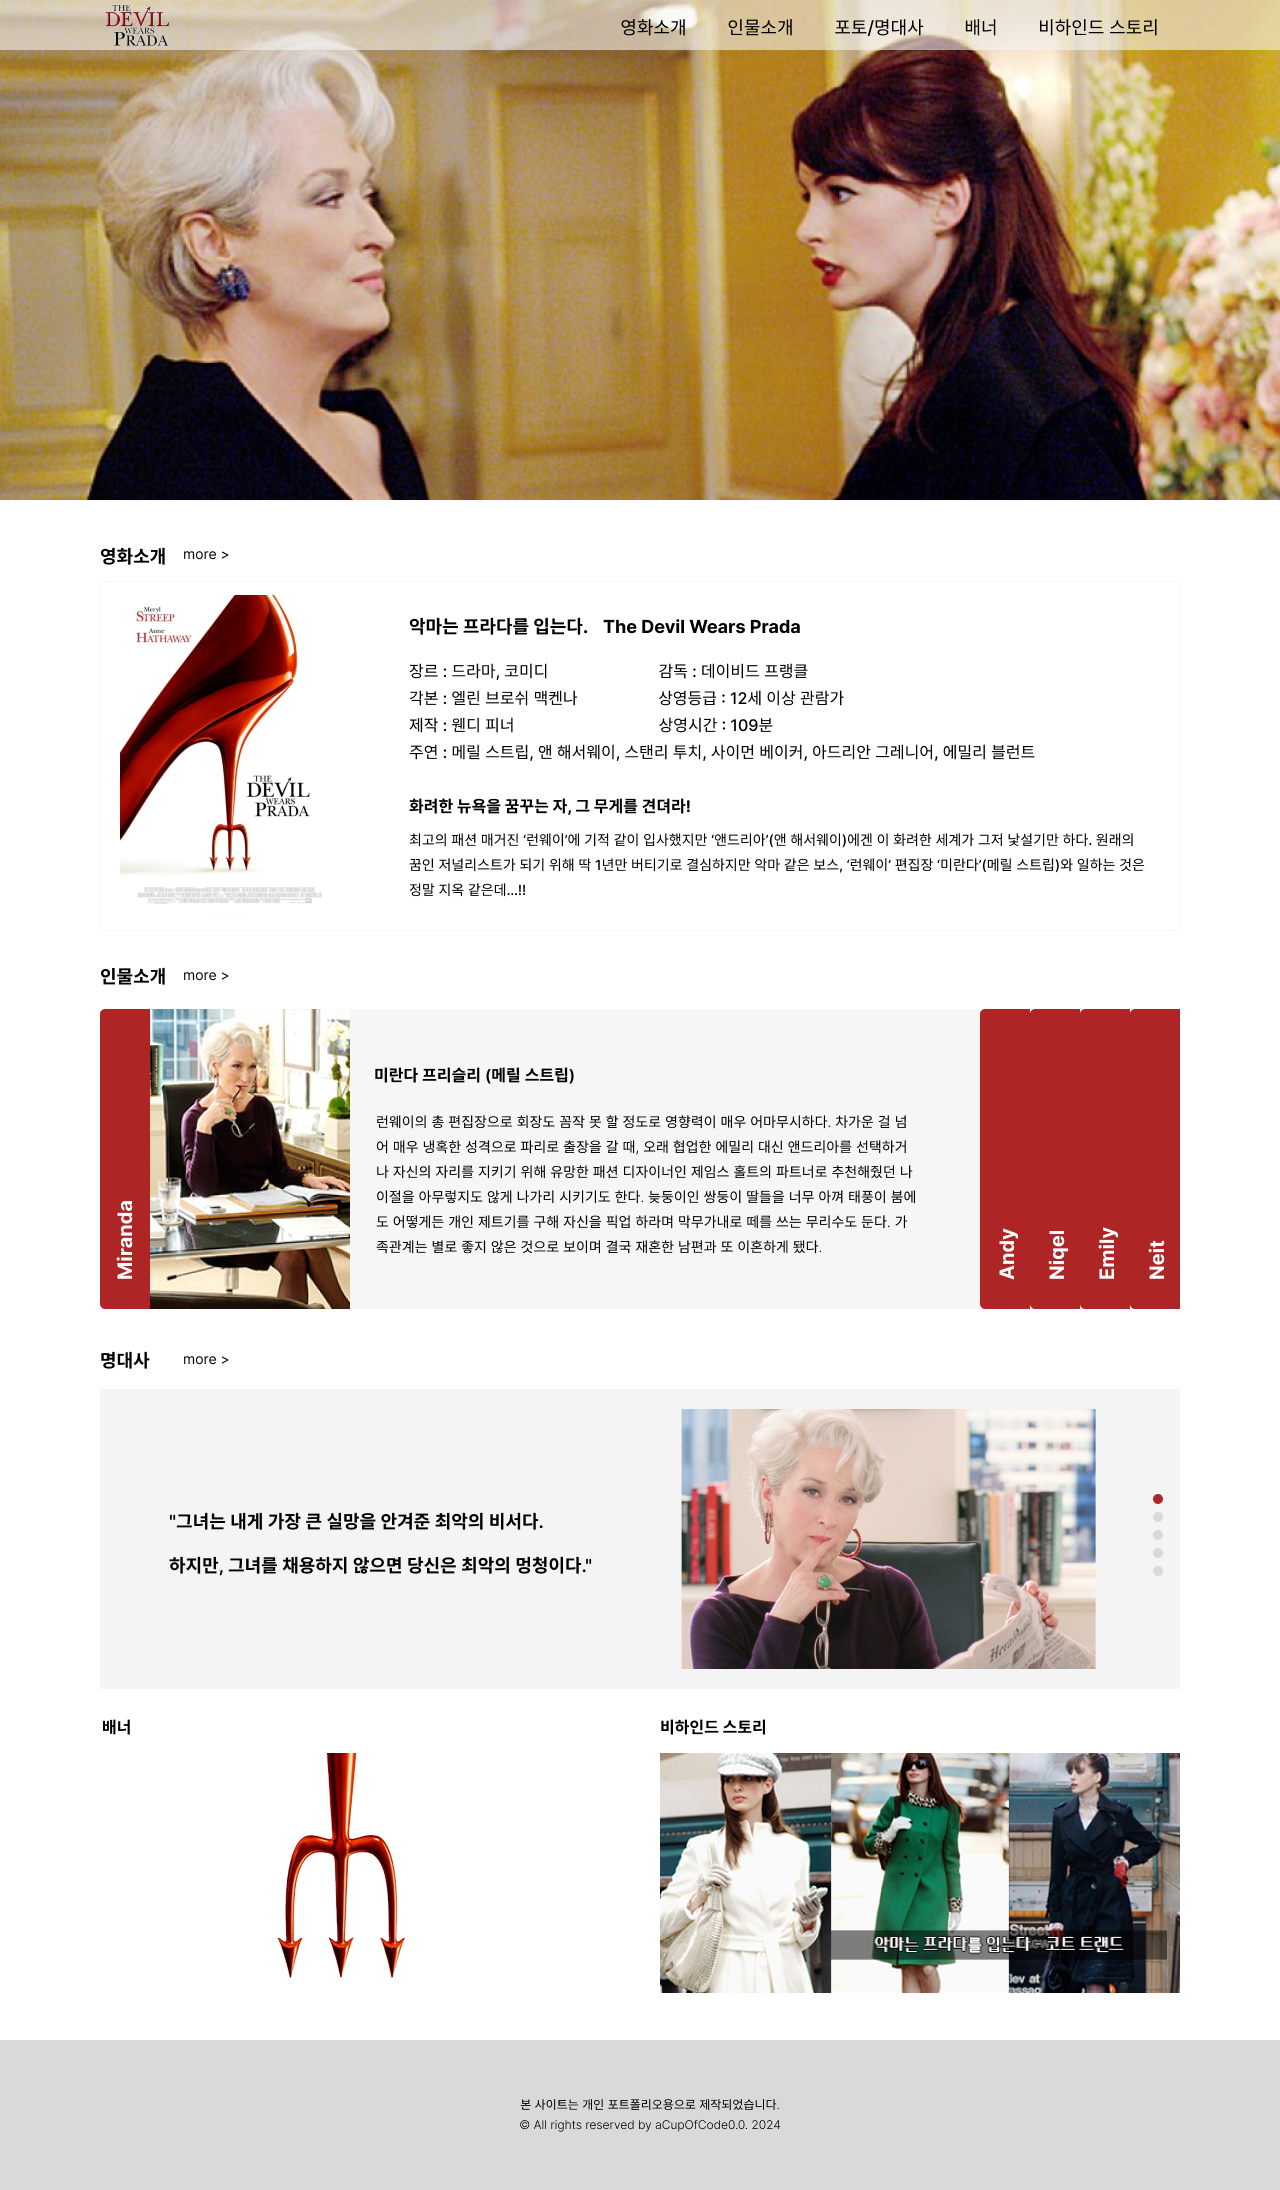 THE
DEVIL
WEARS
PRADA
영화소개 인물소개 포토/명대사 배너 비하인드 스토리
영화소개 more >
Meryl
STREEP
Anne
HATHAWAY
THE
DEVIL
WEARS
PRADA
악마는 프라다를 입는다. The Devil Wears Prada
장르 : 드라마, 코미디 감독 : 데이비드 프랭클
각본 : 엘린 브로쉬 맥켄나 상영등급 : 12세 이상 관람가
제작 : 웬디 피너 상영시간 : 109분
주연 : 메릴 스트립, 앤 해서웨이, 스탠리 투치, 사이먼 베이커, 아드리안 그레니어, 에밀리 블런트
화려한 뉴욕을 꿈꾸는 자, 그 무게를 견뎌라!
최고의 패션 매거진 ‘런웨이’에 기적 같이 입사했지만 ‘앤드리아’(앤 해서웨이)에겐 이 화려한 세계가 그저 낯설기만 하다. 원래의
꿈인 저널리스트가 되기 위해 딱 1년만 버티기로 결심하지만 악마 같은 보스, ‘런웨이’ 편집장 ‘미란다’(메릴 스트립)와 일하는 것은
정말 지옥 같은데...!!
인물소개 more >
Miranda
미란다 프리슬리 (메릴 스트립)
런웨이의 총 편집장으로 회장도 꼼작 못 할 정도로 영향력이 매우 어마무시하다. 차가운 걸 넘
어 매우 냉혹한 성격으로 파리로 출장을 갈 때, 오래 협업한 에밀리 대신 앤드리아를 선택하거
나 자신의 자리를 지키기 위해 유망한 패션 디자이너인 제임스 홀트의 파트너로 추천해줬던 나
이절을 아무렇지도 않게 나가리 시키기도 한다. 늦둥이인 쌍둥이 딸들을 너무 아껴 태풍이 붐에
도 어떻게든 개인 제트기를 구해 자신을 픽업 하라며 막무가내로 떼를 쓰는 무리수도 둔다. 가
족관계는 별로 좋지 않은 것으로 보이며 결국 재혼한 남편과 또 이혼하게 됐다.
Andy
Niqel
Emily
Neit
명대사 more >
"그녀는 내게 가장 큰 실망을 안겨준 최악의 비서다.
하지만, 그녀를 채용하지 않으면 당신은 최악의 멍청이다."
배너
비하인드 스토리
악마는 프라다를 입는다 - 코트 트랜드
본 사이트는 개인 포트폴리오용으로 제작되었습니다.
© All rights reserved by aCupOfCode0.0. 2024